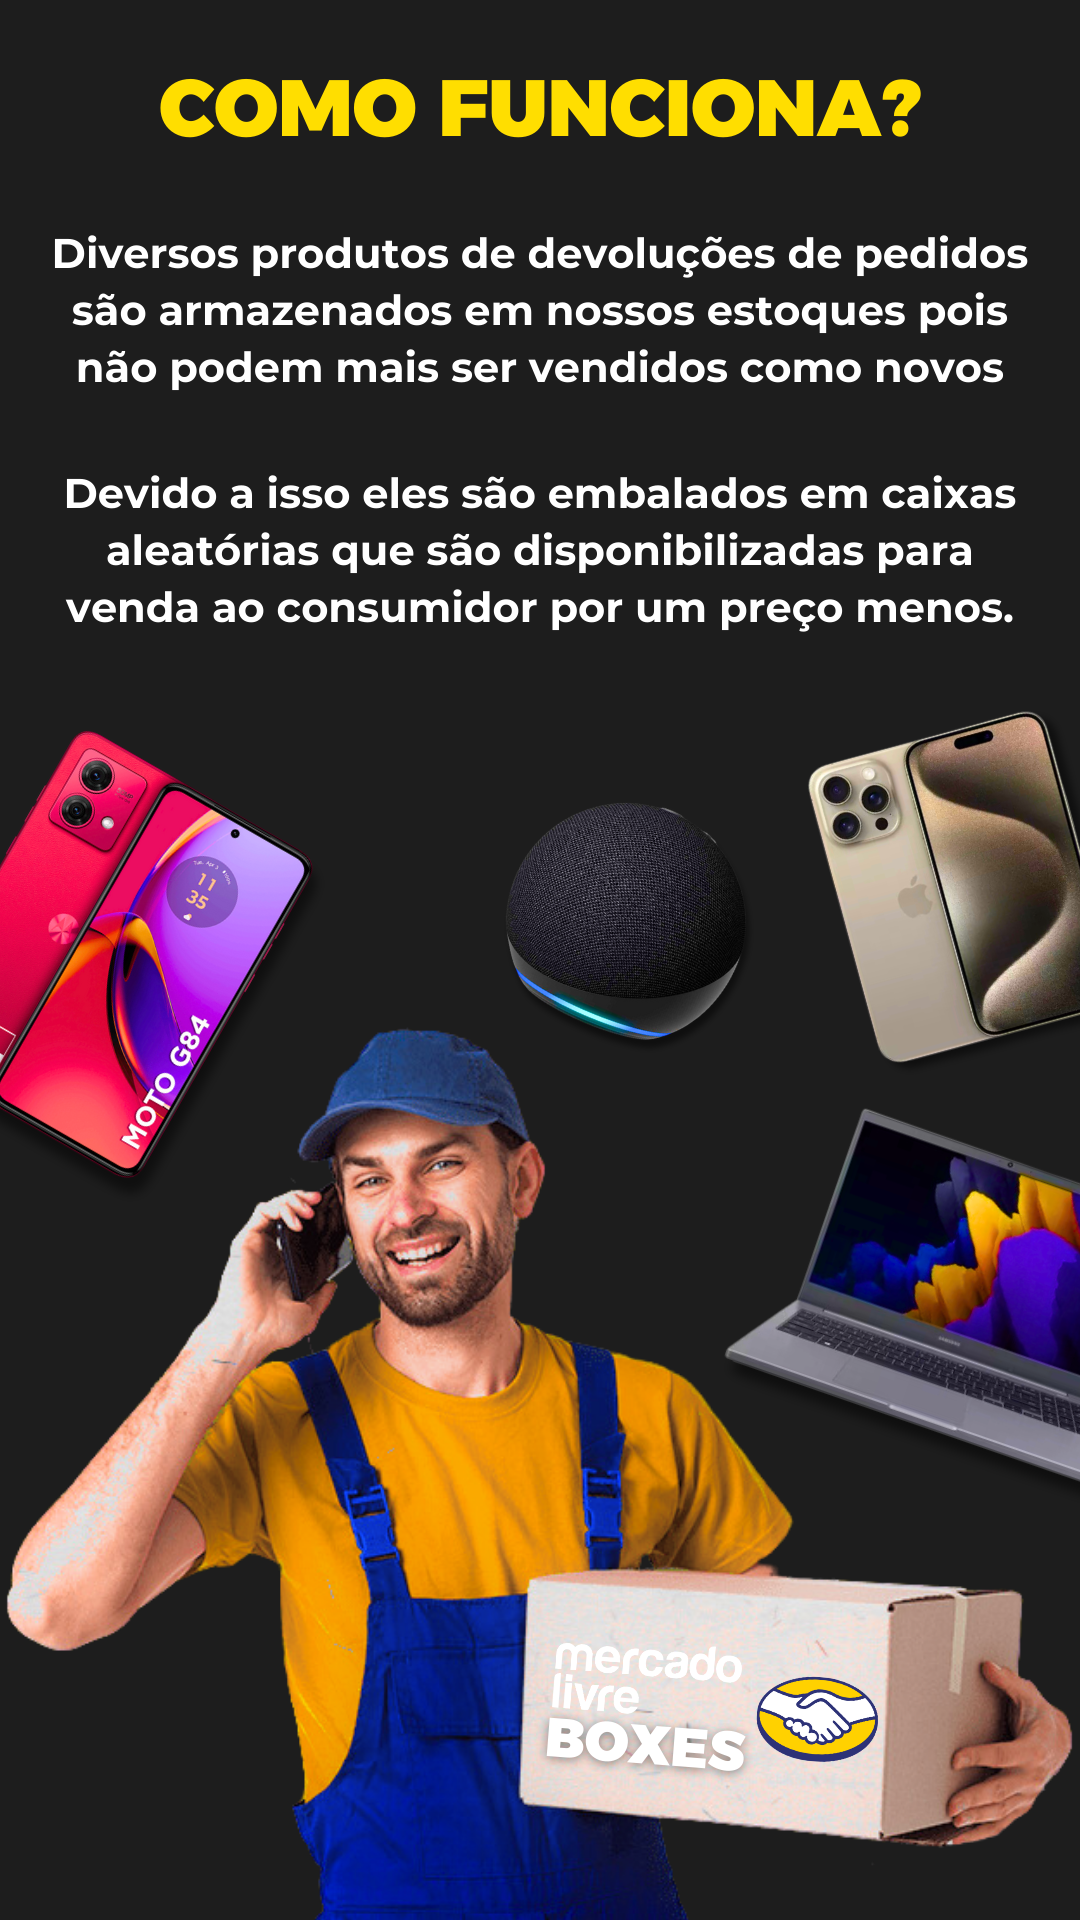 COMO FUNCIONA?
Diversos produtos de devoluções de pedidos
são armazenados em nossos estoques pois
não podem mais ser vendidos como novos
Devido a isso eles são embalados em caixas
aleatórias que são disponibilizadas para
venda ao consumidor por um preço menos.
11
35
MOTO G84
mercado
livre
BOXES